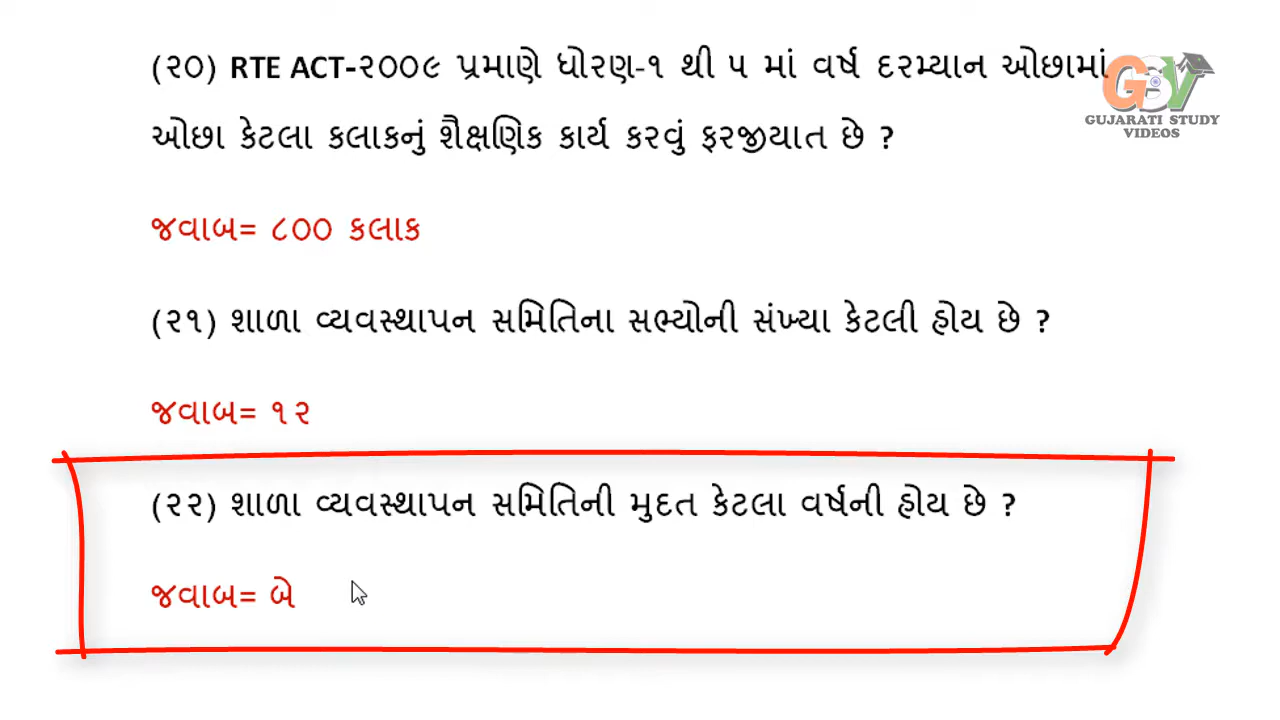 (૨૦) RTE ACT-૨૦૦૯ પ્રમાણે ધોરણ-૧ થી ૫ માં વર્ષ દરમ્યાન ઓછામાં
ઓછા કેટલા કલાકનું શૈક્ષણિક કાર્ય કરવું ફરજીયાત છે ?
GSV
GUJARATI STUDY
VIDEOS
જવાબ= ૮૦૦ કલાક
(૨૧) શાળા વ્યવસ્થાપન સમિતિના સભ્યોની સંખ્યા કેટલી હોય છે ?
જવાબ= ૧૨
(૨૨) શાળા વ્યવસ્થાપન સમિતિની મુદત કેટલા વર્ષની હોય છે ?
જવાબ= બે